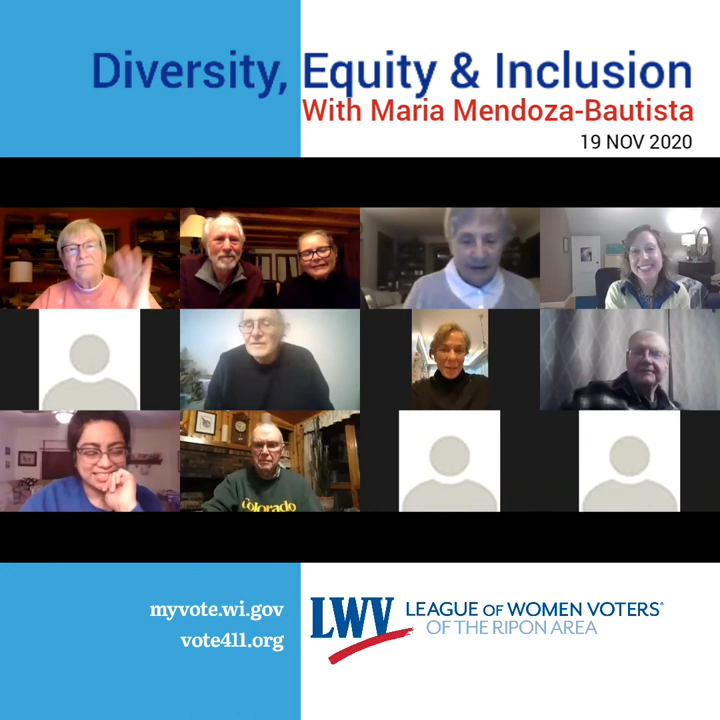 Diversity, Equity & Inclusion
With Maria Mendoza-Bautista
19 NOV 2020
Colorado
myvote.wi.gov
vote411.org
LWV LEAGUE OF WOMEN VOTERS®
OF THE RIPON AREA